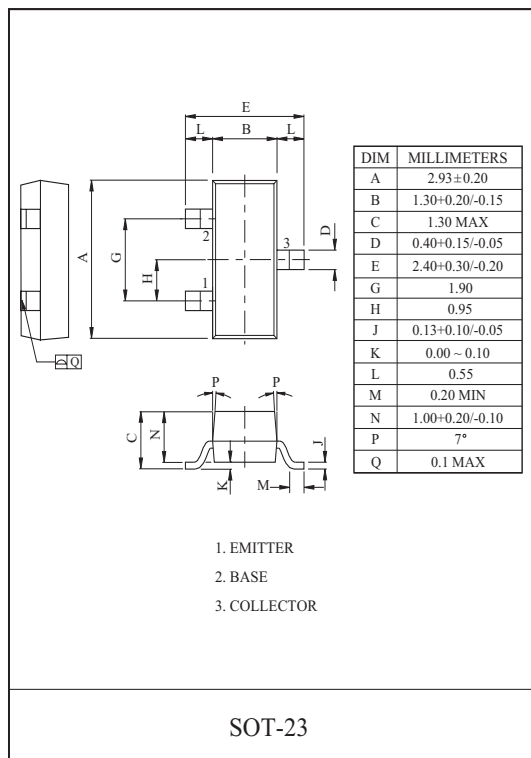 E
L B L
A
G
H
2
1
3
D
Q
P P
C
N
K
M
J
DIM MILLIMETERS
A 2.93±0.20
B 1.30+0.20/-0.15
C 1.30 MAX
D 0.40+0.15/-0.05
E 2.40+0.30/-0.20
G 1.90
H 0.95
J 0.13+0.10/-0.05
K 0.00 ~ 0.10
L 0.55
M 0.20 MIN
N 1.00+0.20/-0.10
P 7°
Q 0.1 MAX
1. EMITTER
2. BASE
3. COLLECTOR
SOT-23